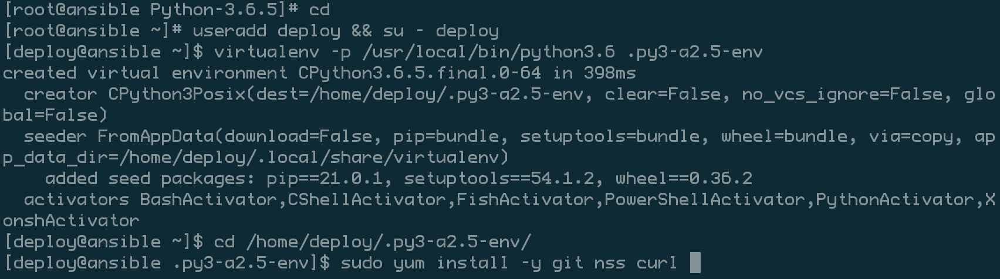 [root@ansible Python-3.6.5]# cd
[root@ansible ~]# useradd deploy && su - deploy
[deploy@ansible ~]$ virtualenv -p /usr/local/bin/python3.6 .py3-a2.5-env
created virtual environment CPython3.6.5.final.0-64 in 398ms
  creator CPython3Posix(dest=/home/deploy/.py3-a2.5-env, clear=False, no_vcs_ignore=False, glo
bal=False)
  seeder FromAppData(download=False, pip=bundle, setuptools=bundle, wheel=bundle, via=copy, ap
p_data_dir=/home/deploy/.local/share/virtualenv)
    added seed packages: pip==21.0.1, setuptools==54.1.2, wheel==0.36.2
  activators BashActivator,CShellActivator,FishActivator,PowerShellActivator,PythonActivator,X
onshActivator
[deploy@ansible ~]$ cd /home/deploy/.py3-a2.5-env/
[deploy@ansible .py3-a2.5-env]$ sudo yum install -y git nss curl